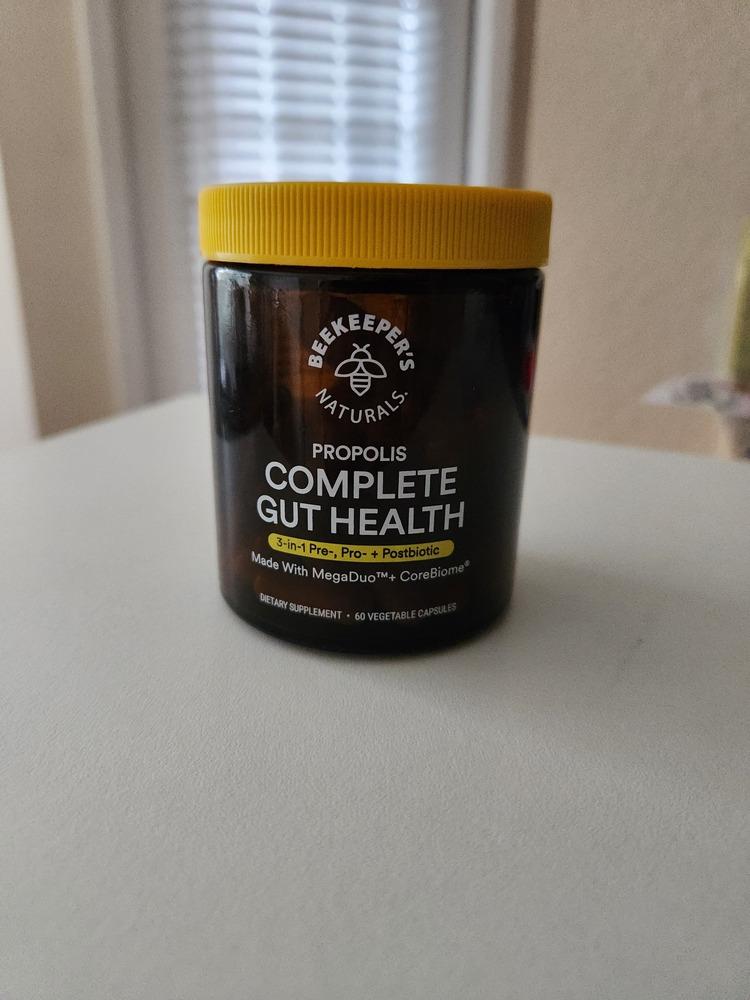 BEEKEEPER'S
NATURALS.
PROPOLIS
COMPLETE
GUT HEALTH
3-in-1 Pre-, Pro- + Postbiotic
Made With MegaDuo™+ CoreBiome®
DIETARY SUPPLEMENT • 60 VEGETABLE CAPSULES